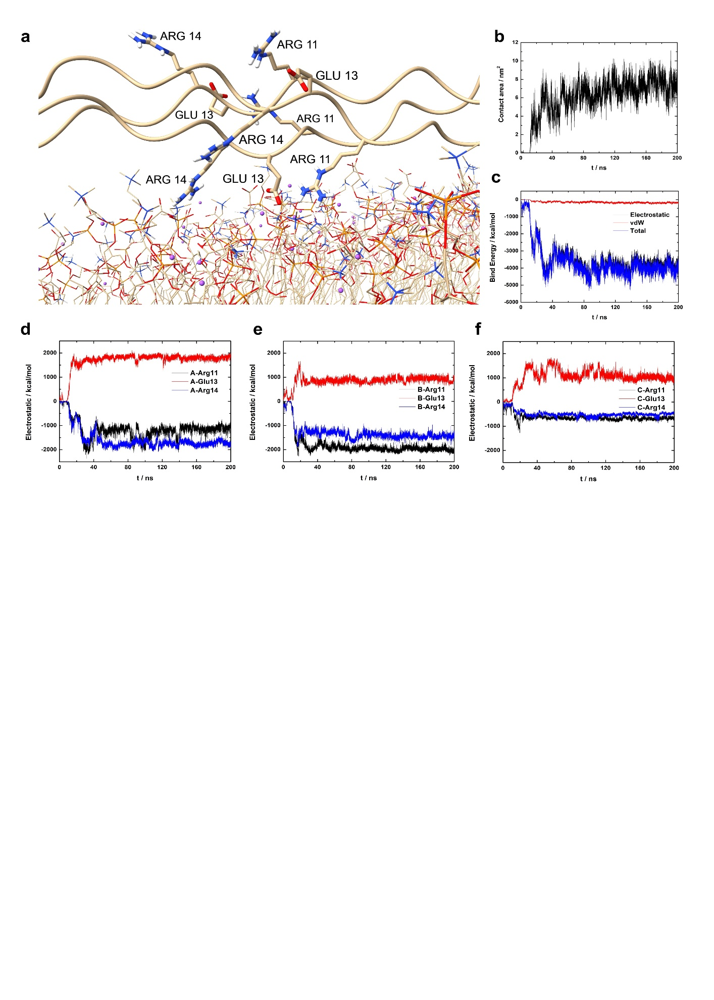 a
ARG 14
ARG 11
GLU 13
GLU 13
ARG 11
ARG 14
ARG 11
ARG 14
GLU 13
b
12
10
8
6
4
2
0
Contact area / nm²
0 40 80 120 160 200
t / ns
c
0
-1000
-2000
-3000
-4000
-5000
-6000
Bind Energy / kcal/mol
Electrostatic
vdW
Total
0 40 80 120 160 200
t / ns
d
2000
1000
0
-1000
-2000
Electrostatic / kcal/mol
A-Arg11
A-Glu13
A-Arg14
0 40 80 120 160 200
t / ns
e
2000
1000
0
-1000
-2000
Electrostatic / kcal/mol
B-Arg11
B-Glu13
B-Arg14
0 40 80 120 160 200
t / ns
f
2000
1000
0
-1000
-2000
Electrostatic / kcal/mol
C-Arg11
C-Glu13
C-Arg14
0 40 80 120 160 200
t / ns